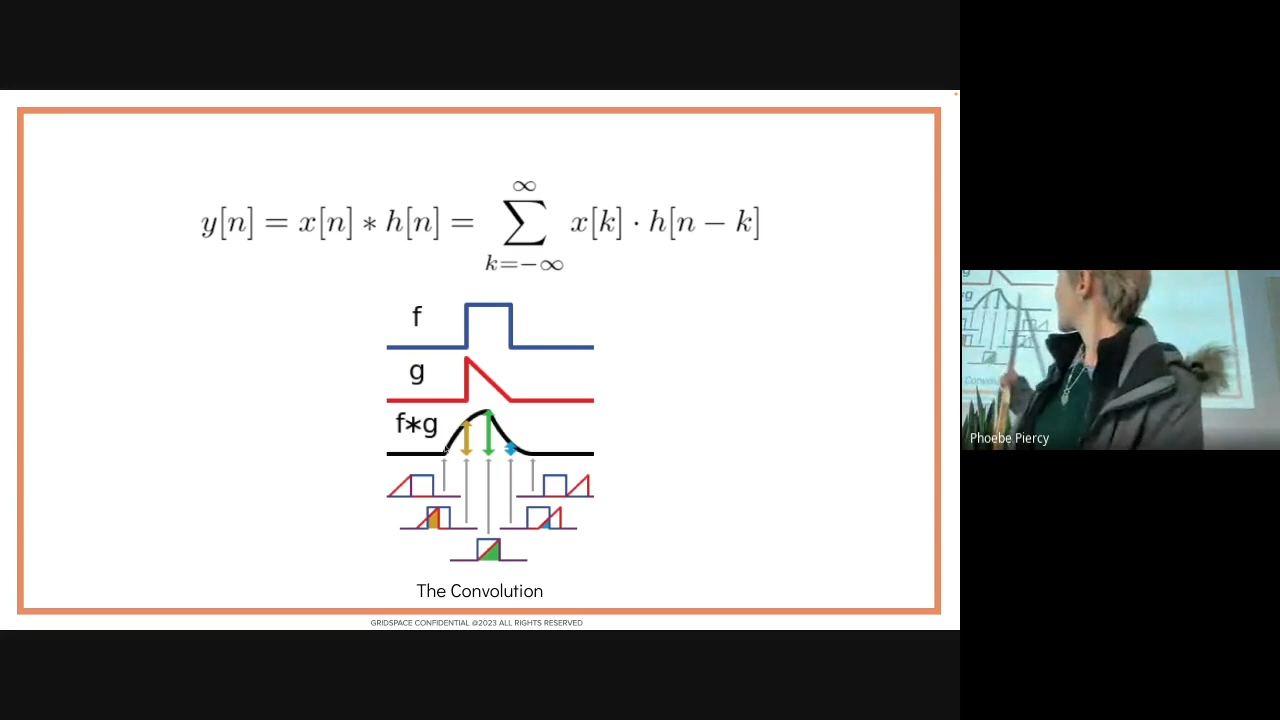 y[n] = x[n] ∗ h[n] = ∞∑k=−∞ x[k] · h[n − k]
f
g
f∗g
The Convolution
GRIDSPACE CONFIDENTIAL @2023 ALL RIGHTS RESERVED
Phoebe Piercy